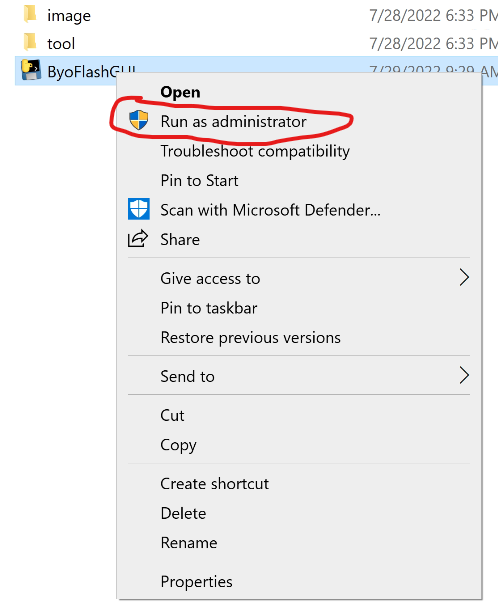 image 7/28/2022 6:33 PM
tool 7/28/2022 6:33 PM
ByoFlashGUI 7/29/2022 9:29 AM
Open
Run as administrator
Troubleshoot compatibility
Pin to Start
Scan with Microsoft Defender...
Share
Give access to
Pin to taskbar
Restore previous versions
Send to
Cut
Copy
Create shortcut
Delete
Rename
Properties